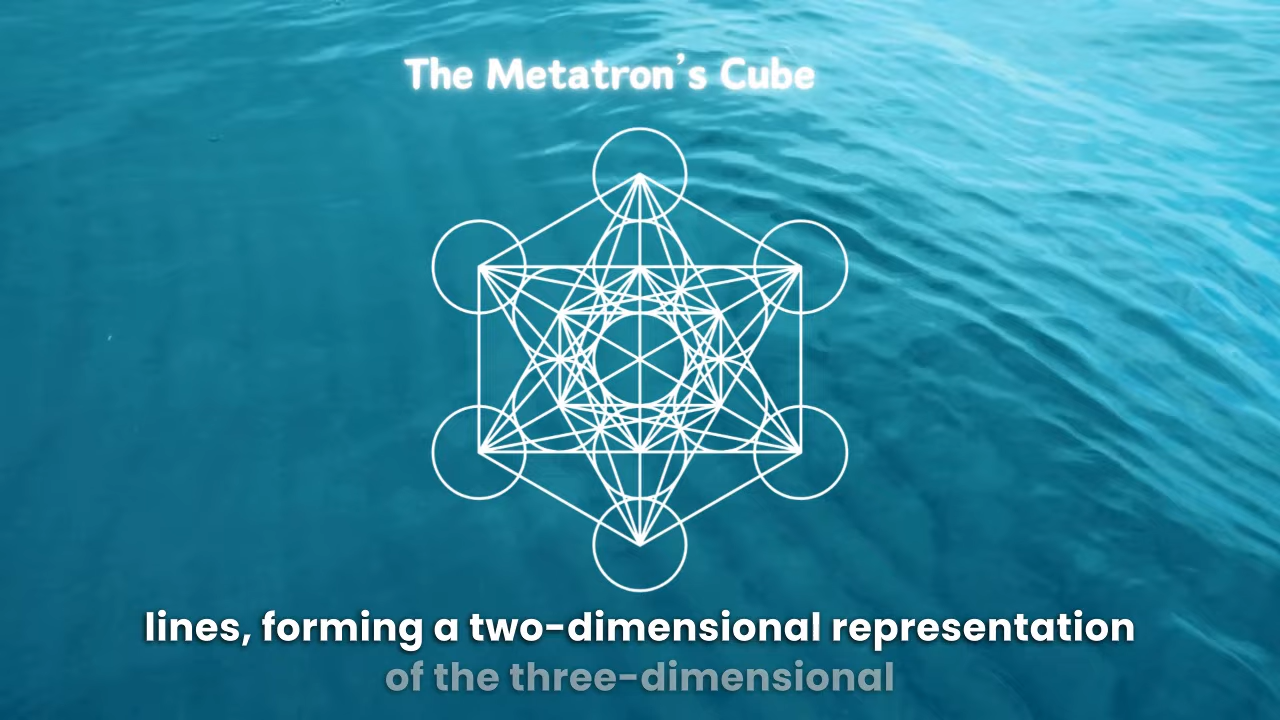 The Metatron’s Cube
lines, forming a two-dimensional representation
of the three-dimensional